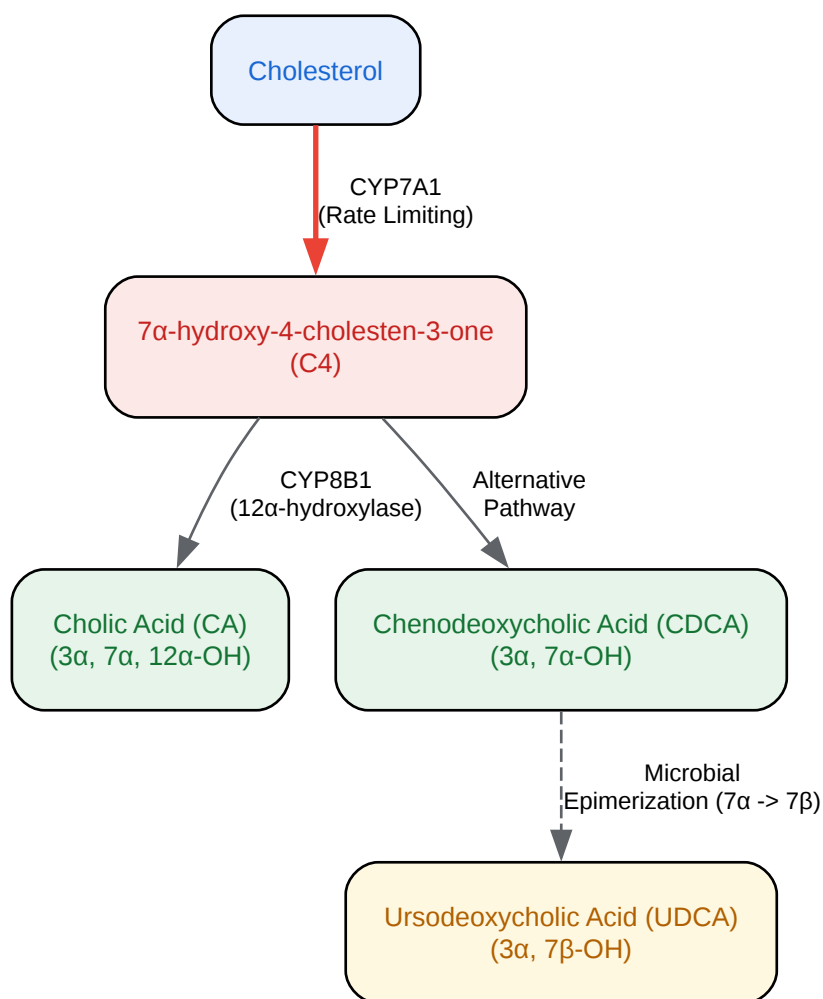 Cholesterol
CYP7A1
(Rate Limiting)
7α-hydroxy-4-cholesten-3-one
(C4)
CYP8B1
(12α-hydroxylase)
Alternative
Pathway
Cholic Acid (CA)
(3α, 7α, 12α-OH)
Chenodeoxycholic Acid (CDCA)
(3α, 7α-OH)
Microbial
Epimerization (7α -> 7β)
Ursodeoxycholic Acid (UDCA)
(3α, 7β-OH)